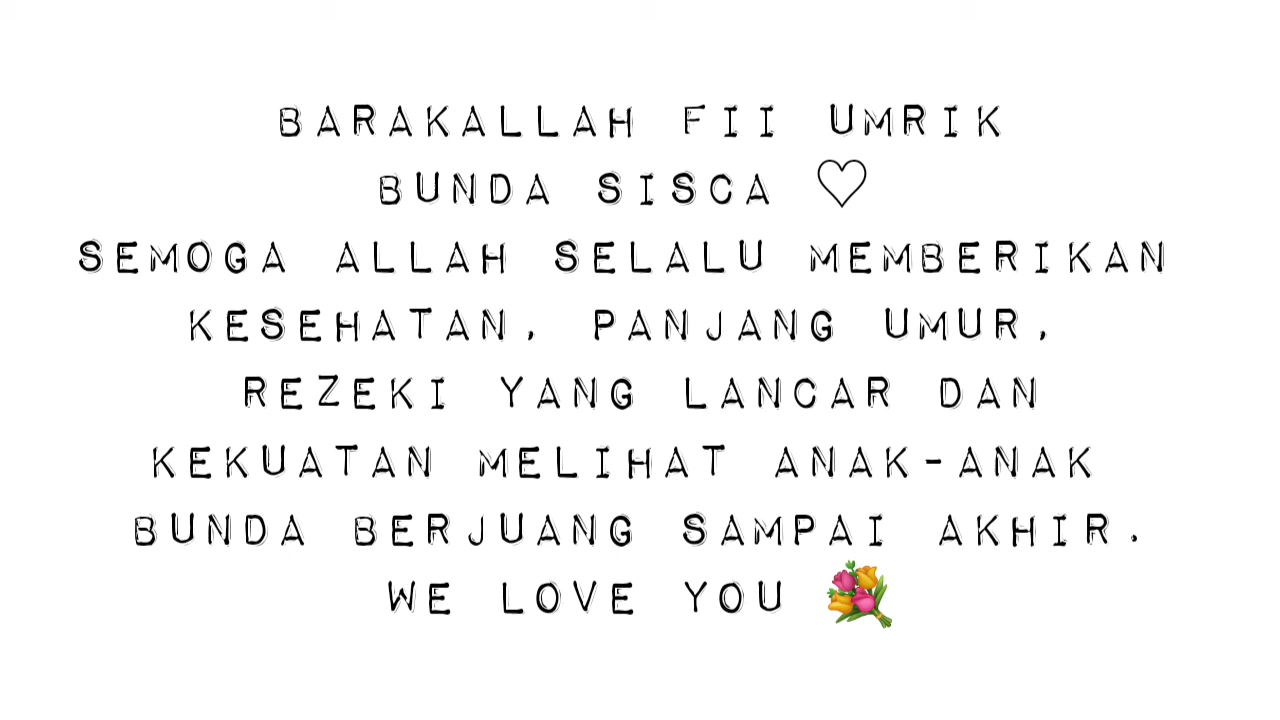 BARAKALLAH FII UMRIK
BUNDA SISCA ♡
SEMOGA ALLAH SELALU MEMBERIKAN
KESEHATAN, PANJANG UMUR,
REZEKI YANG LANCAR DAN
KEKUATAN MELIHAT ANAK-ANAK
BUNDA BERJUANG SAMPAI AKHIR.
WE LOVE YOU 💐